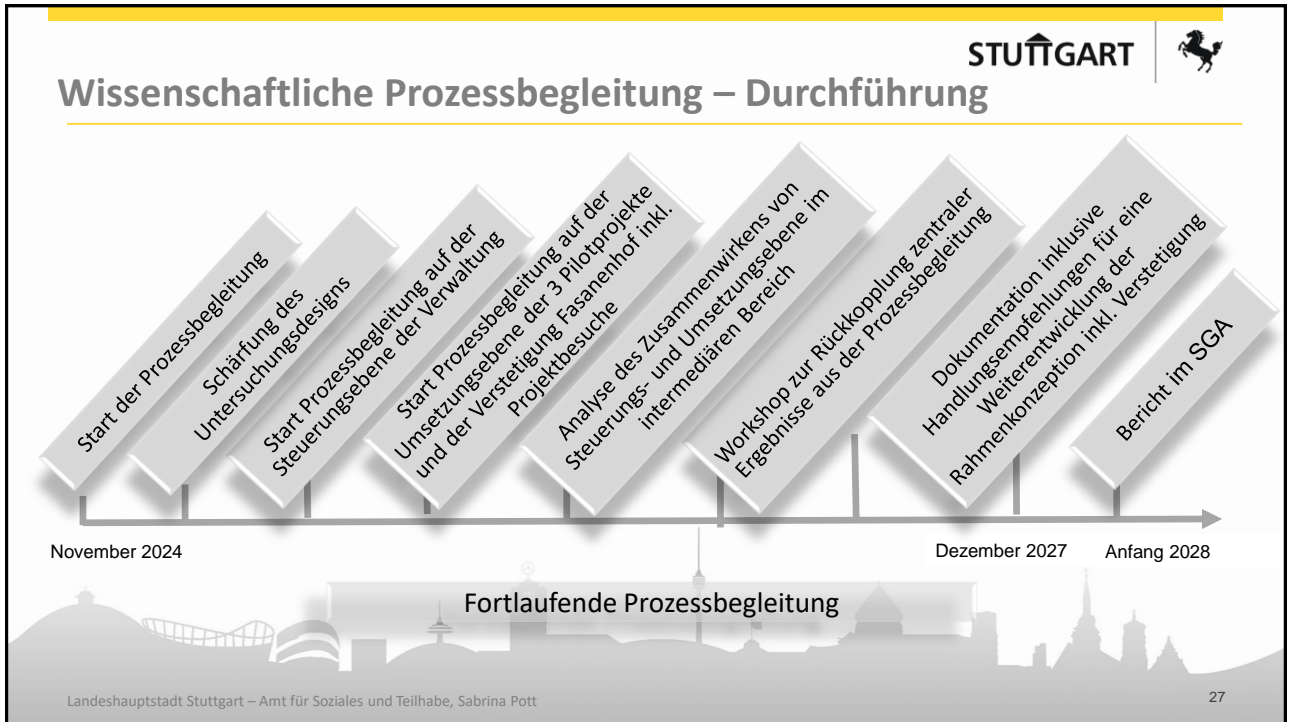 STUTTGART
Wissenschaftliche Prozessbegleitung – Durchführung
Start der Prozessbegleitung
Schärfung des
Untersuchungsdesigns
Start Prozessbegleitung auf der
Steuerungsebene der Verwaltung
Start Prozessbegleitung auf der
Umsetzungsebene der 3 Pilotprojekte
und der Verstetigung Fasanenhof inkl.
Projektbesuche
Analyse des Zusammenwirkens von
Steuerungs- und Umsetzungsebene im
intermediären Bereich
Workshop zur Rückkopplung zentraler
Ergebnisse aus der Prozessbegleitung
Dokumentation inklusive
Handlungsempfehlungen für eine
Weiterentwicklung der
Rahmenkonzeption inkl. Verstetigung
Bericht im SGA
November 2024
Dezember 2027
Anfang 2028
Fortlaufende Prozessbegleitung
Landeshauptstadt Stuttgart – Amt für Soziales und Teilhabe, Sabrina Pott
27